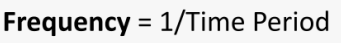 Frequency = 1/Time Period